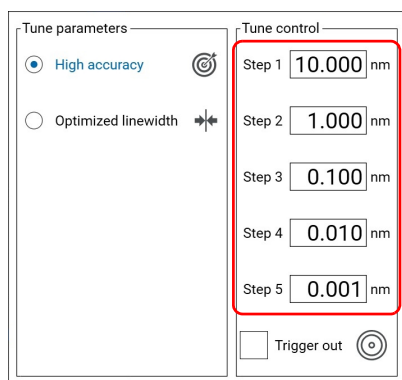 Tune parameters
High accuracy
Optimized linewidth
Tune control
Step 1 10.000 nm
Step 2 1.000 nm
Step 3 0.100 nm
Step 4 0.010 nm
Step 5 0.001 nm
Trigger out